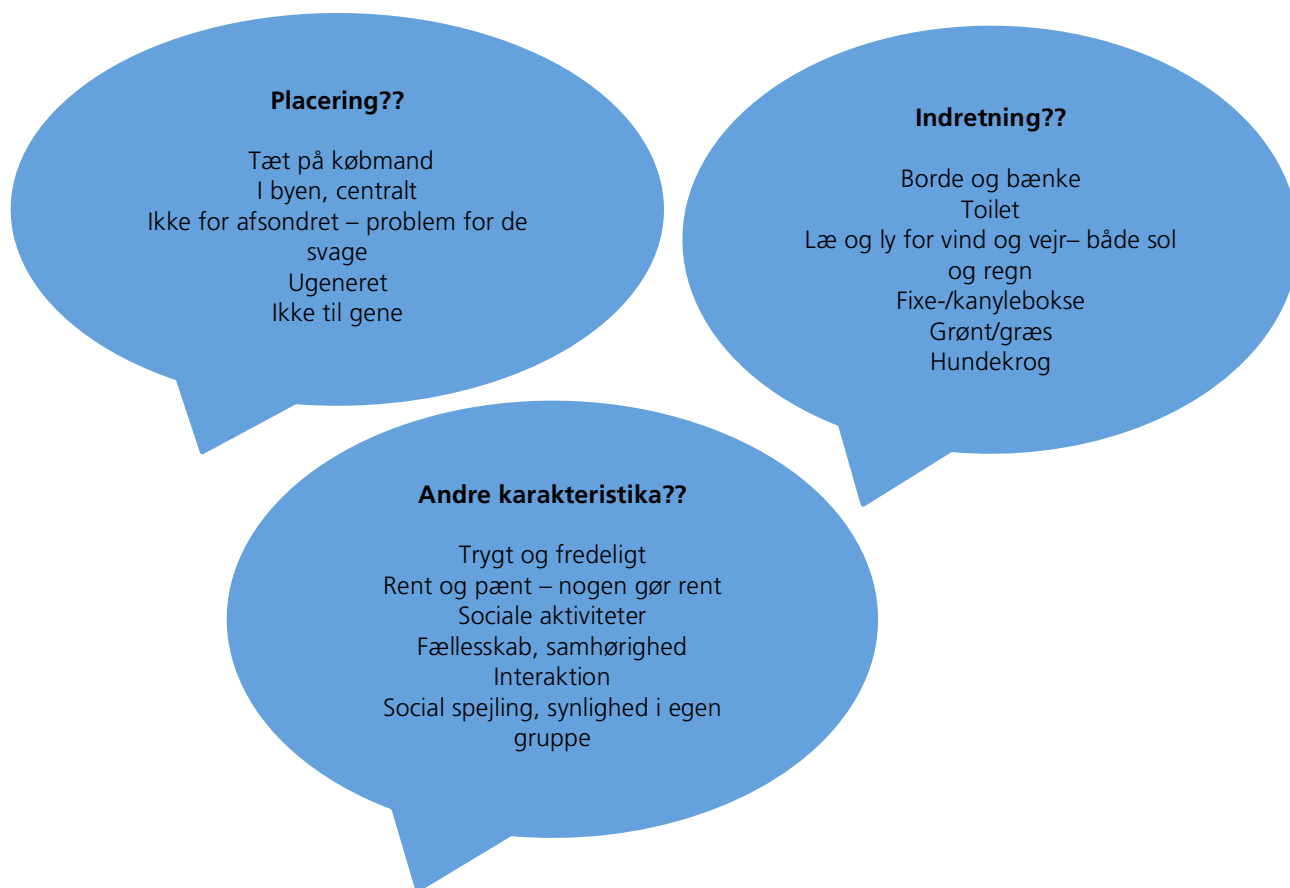 Placering??
Tæt på købmand
I byen, centralt
Ikke for afsondret – problem for de
svage
Ugeneret
Ikke til gene
Indretning??
Borde og bænke
Toilet
Læ og ly for vind og vejr– både sol
og regn
Fixe-/kanylebokse
Grønt/græs
Hundekrog
Andre karakteristika??
Trygt og fredeligt
Rent og pænt – nogen gør rent
Sociale aktiviteter
Fællesskab, samhørighed
Interaktion
Social spejling, synlighed i egen
gruppe